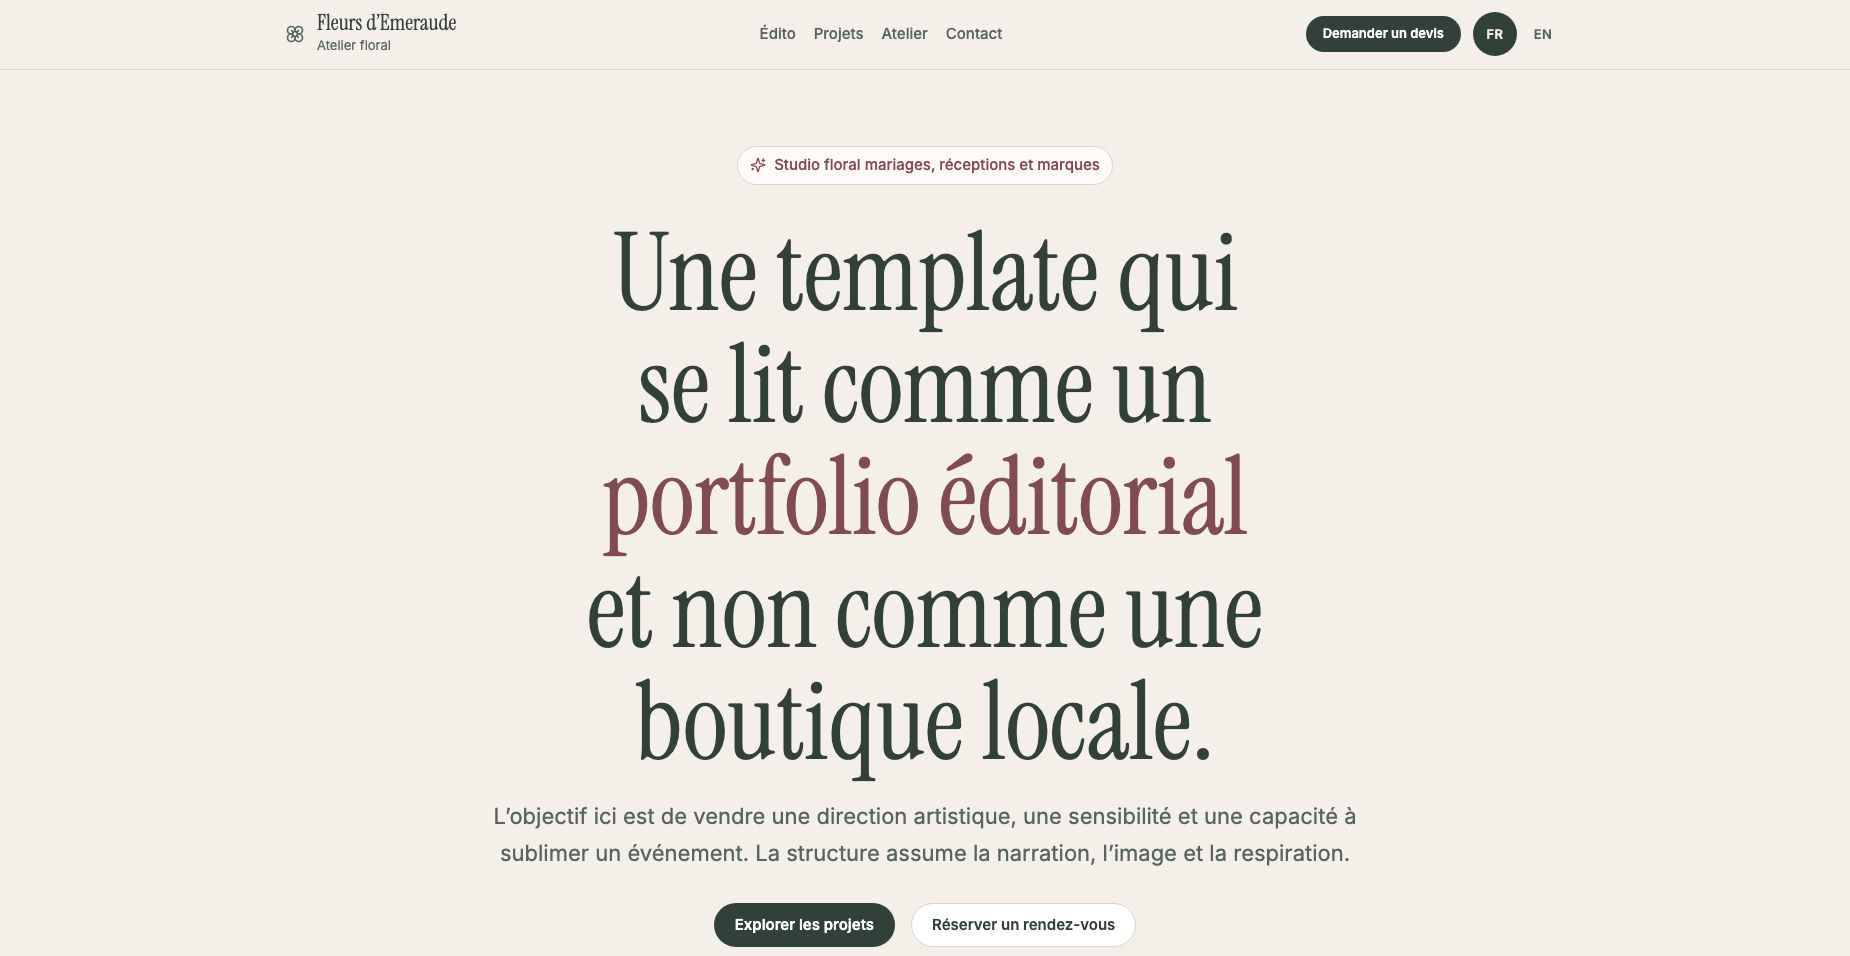 Fleurs d’Émeraude
Atelier floral
Édito Projets Atelier Contact
Demander un devis FR EN
Studio floral mariages, réceptions et marques
Une template qui
se lit comme un
portfolio éditorial
et non comme une
boutique locale.
L’objectif ici est de vendre une direction artistique, une sensibilité et une capacité à
sublimer un événement. La structure assume la narration, l’image et la respiration.
Explorer les projets Réserver un rendez-vous